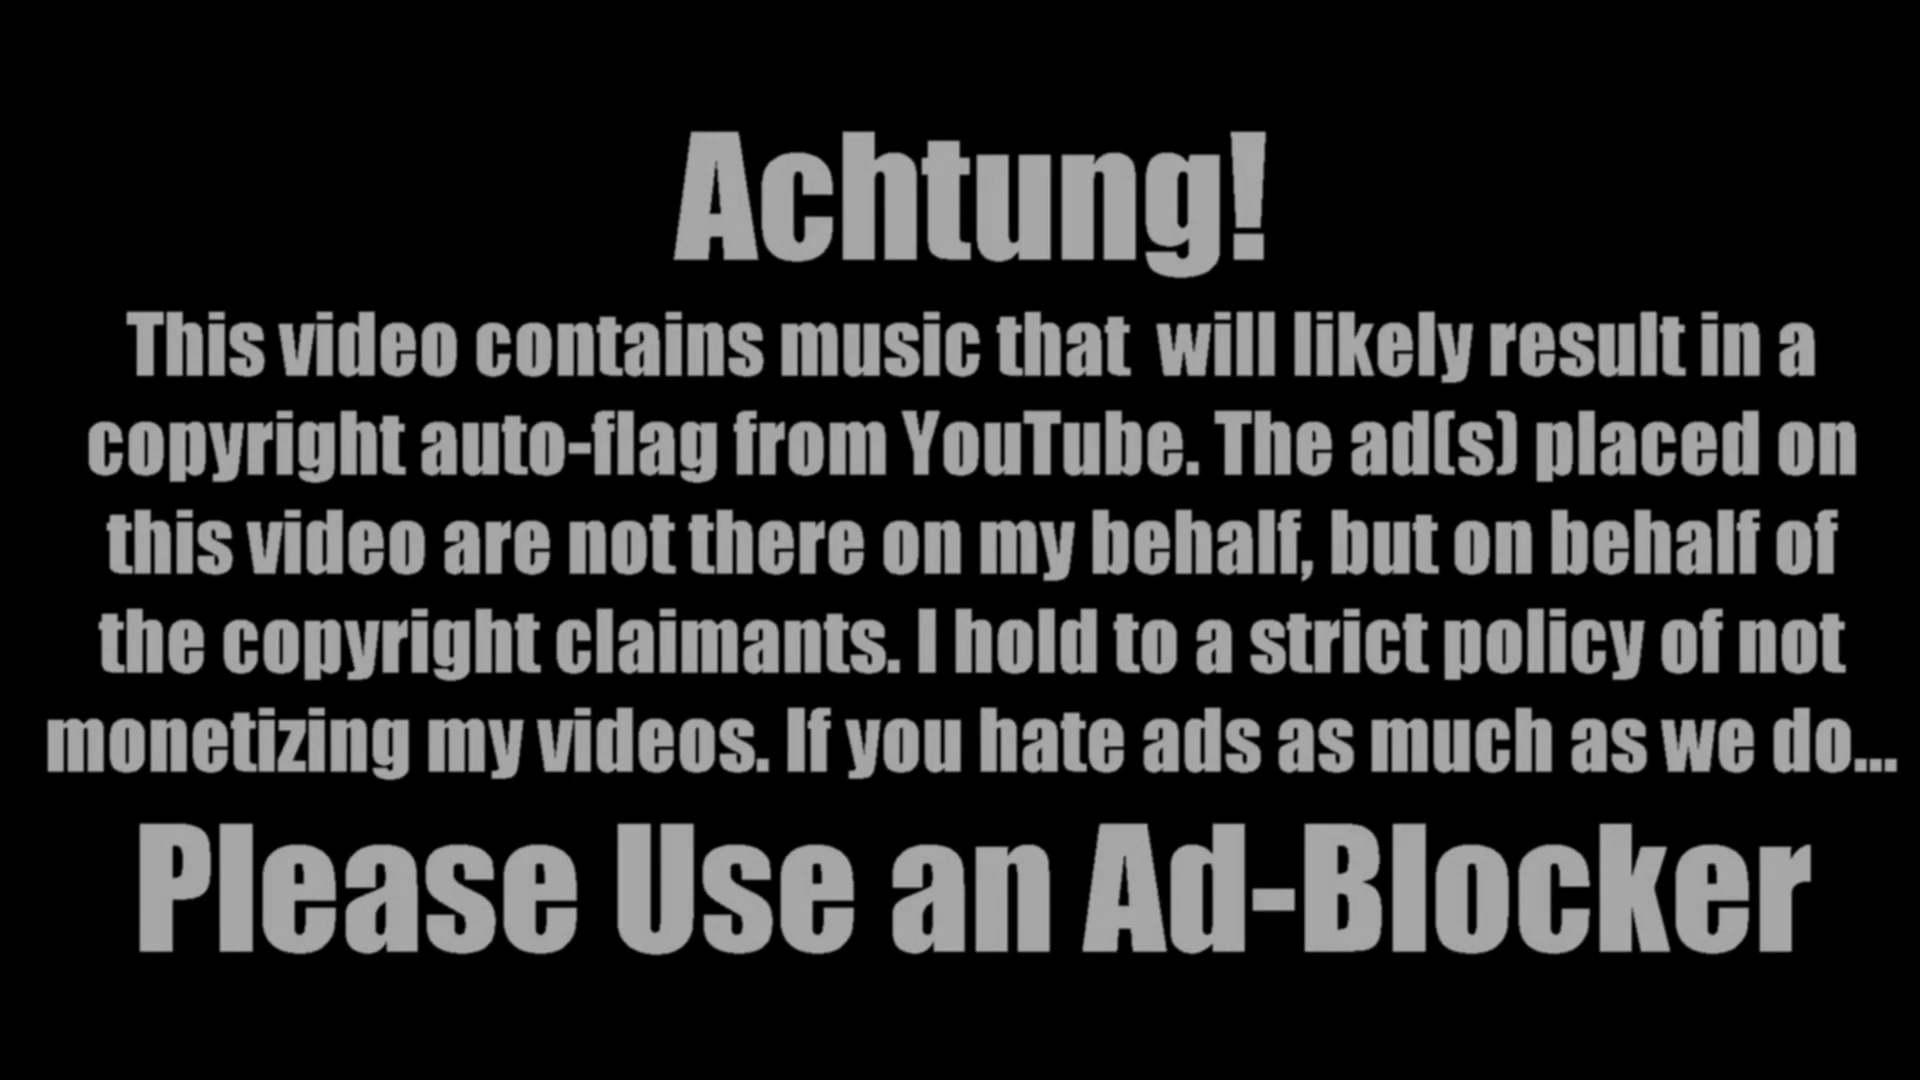 Achtung!
This video contains music that  will likely result in a
copyright auto-flag from YouTube. The ad(s) placed on
this video are not there on my behalf, but on behalf of
the copyright claimants. I hold to a strict policy of not
monetizing my videos. If you hate ads as much as we do...
Please Use an Ad-Blocker